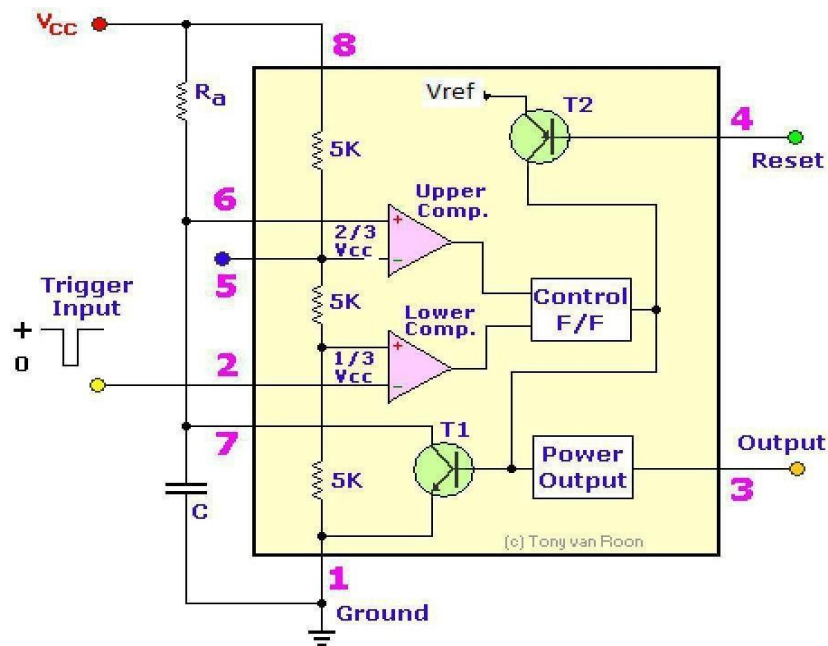 Vcc
8
Ra
Vref
T2
4
Reset
5K
6
Upper
Comp.
+
2/3
Vcc
-
5
Trigger
Input
5K
Lower
Comp.
Control
F/F
+
0
+
1/3
Vcc
-
2
7
T1
Power
Output
Output
3
5K
C
(c) Tony van Roon
1
Ground